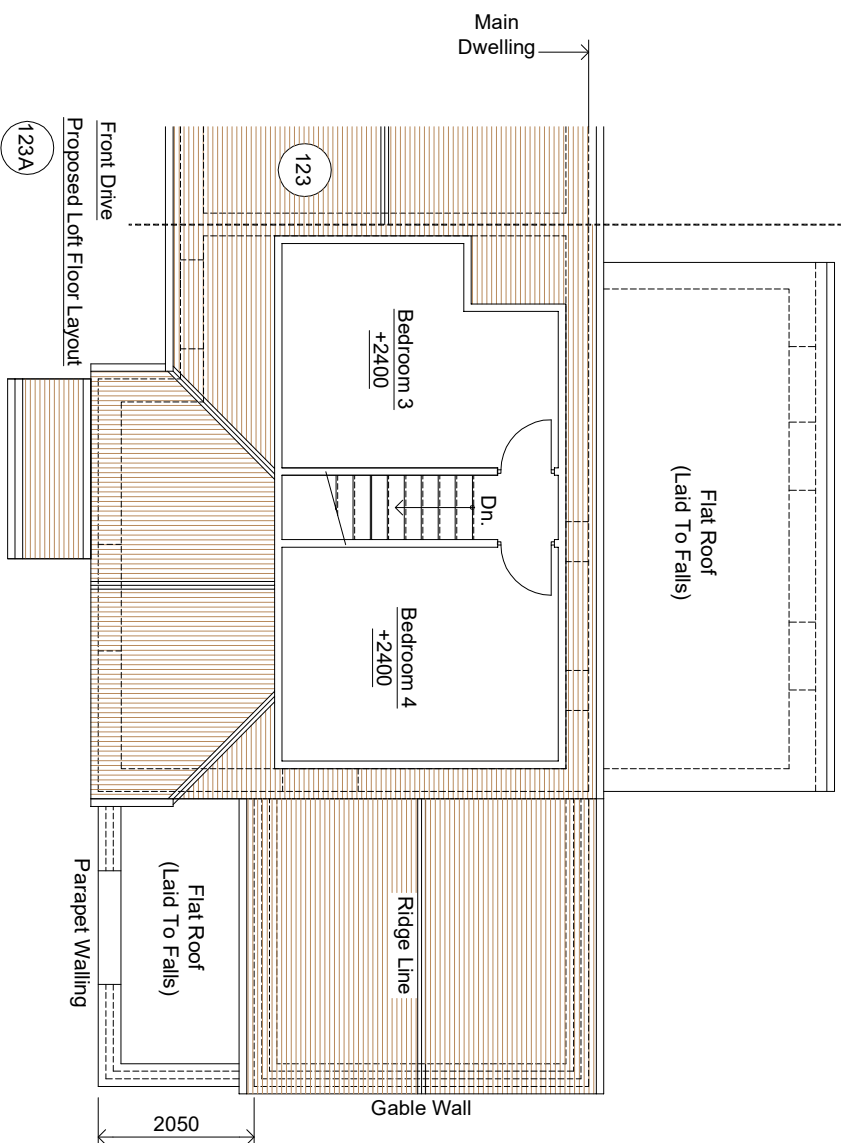 Main
Dwelling
Flat Roof
(Laid To Falls)
123
Bedroom 3
+2400
Dn.
Bedroom 4
+2400
Ridge Line
Flat Roof
(Laid To Falls)
Parapet Walling
Gable Wall
2050
Front Drive
Proposed Loft Floor Layout
123A